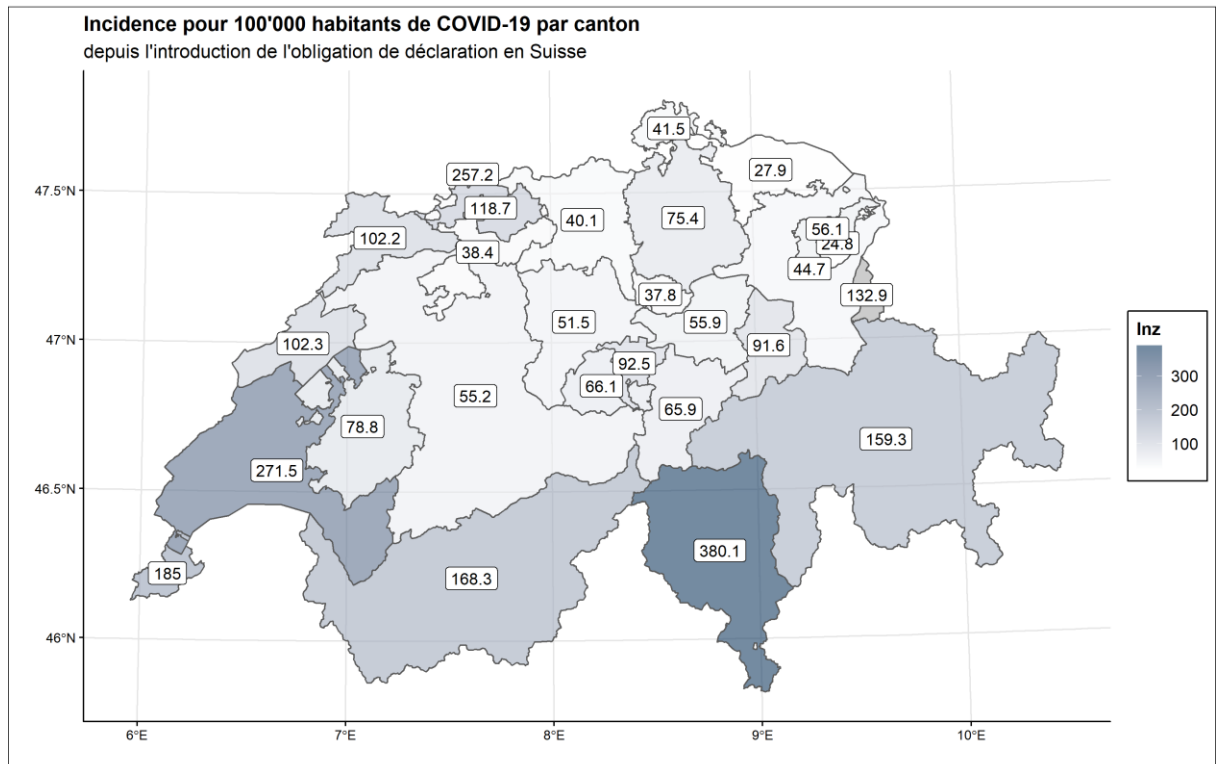 Incidence pour 100'000 habitants de COVID-19 par canton
depuis l'introduction de l'obligation de déclaration en Suisse
41.5
27.9
257.2
47.5°N
118.7
40.1
75.4
56.1
102.2
24.8
38.4
44.7
37.8
132.9
51.5
55.9
47°N
102.3
91.6
92.5
66.1
55.2
65.9
78.8
159.3
271.5
46.5°N
380.1
185
168.3
46°N
6°E
7°E
8°E
9°E
10°E
Inz
300
200
100